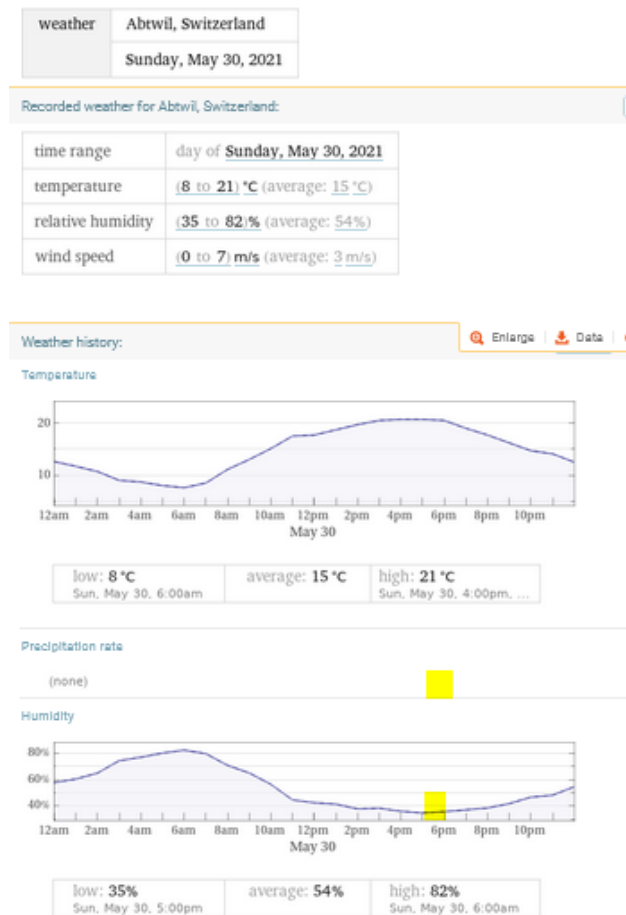 weather Abtwil, Switzerland
Sunday, May 30, 2021
Recorded weather for Abtwil, Switzerland:
time range day of Sunday, May 30, 2021
temperature (8 to 21) °C (average: 15 °C)
relative humidity (35 to 82)% (average: 54%)
wind speed (0 to 7) m/s (average: 3 m/s)
Weather history: Enlarge Data
Temperature
20
10
12am 2am 4am 6am 8am 10am 12pm 2pm 4pm 6pm 8pm 10pm
May 30
low: 8 °C average: 15 °C high: 21 °C
Sun, May 30, 6:00am Sun, May 30, 4:00pm, ...
Precipitation rate
(none)
Humidity
80%
60%
40%
12am 2am 4am 6am 8am 10am 12pm 2pm 4pm 6pm 8pm 10pm
May 30
low: 35% average: 54% high: 82%
Sun, May 30, 5:00pm Sun, May 30, 6:00am